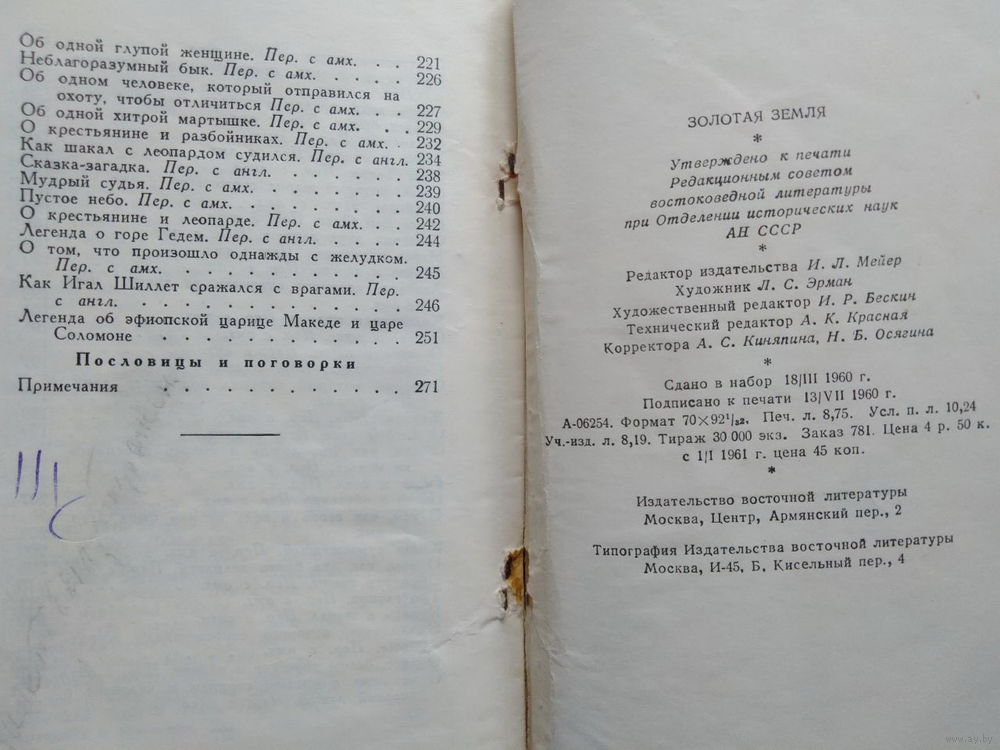 Об одной глупой женщине. Пер. с амх. . . 221
Неблагоразумный бык. Пер. с амх. . . . . . 226
Об одном человеке, который отправился на
охоту, чтобы отличиться Пер. с амх. . . . 227
Об одной хитрой мартышке. Пер. с амх. . . 229
О крестьянине и разбойниках. Пер. с амх. . 232
Как шакал с леопардом судился. Пер. с англ. 234
Сказка-загадка. Пер. с англ. . . . . . . . 238
Мудрый судья. Пер. с амх. . . . . . . . . 239
Пустое небо. Пер. с амх. . . . . . . . . . 240
О крестьянине и леопарде. Пер. с амх. . . . 242
Легенда о горе Гедем. Пер. с англ. . . . . 244
О том, что произошло однажды с желудком.
Пер. с амх. . . . . . . . . . . . . 245
Как Игал Шиллет сражался с врагами. Пер.
с англ. . . . . . . . . . . . . . . 246
Легенда об эфиопской царице Македе и царе
Соломоне . . . . . . . . . . . . . 251
Пословицы и поговорки
Примечания . . . . . . . . . . . . 271
ЗОЛОТАЯ ЗЕМЛЯ
*
Утверждено к печати
Редакционным советом
востоковедной литературы
при Отделении исторических наук
АН СССР
*
Редактор издательства И. Л. Мейер
Художник Л. С. Эрман
Художественный редактор И. Р. Бескин
Технический редактор А. К. Красная
Корректора А. С. Киняпина, Н. Б. Осягина
*
Сдано в набор 18/III 1960 г.
Подписано к печати 13/VII 1960 г.
А-06254. Формат 70×92¹/₃₂. Печ. л. 8,75. Усл. п. л. 10,24
Уч.-изд. л. 8,19. Тираж 30 000 экз. Заказ 781. Цена 4 р. 50 к.
с 1/I 1961 г. цена 45 коп.
*
Издательство восточной литературы
Москва, Центр, Армянский пер., 2
Типография Издательства восточной литературы
Москва, И-45, Б. Кисельный пер., 4
www.ay.by